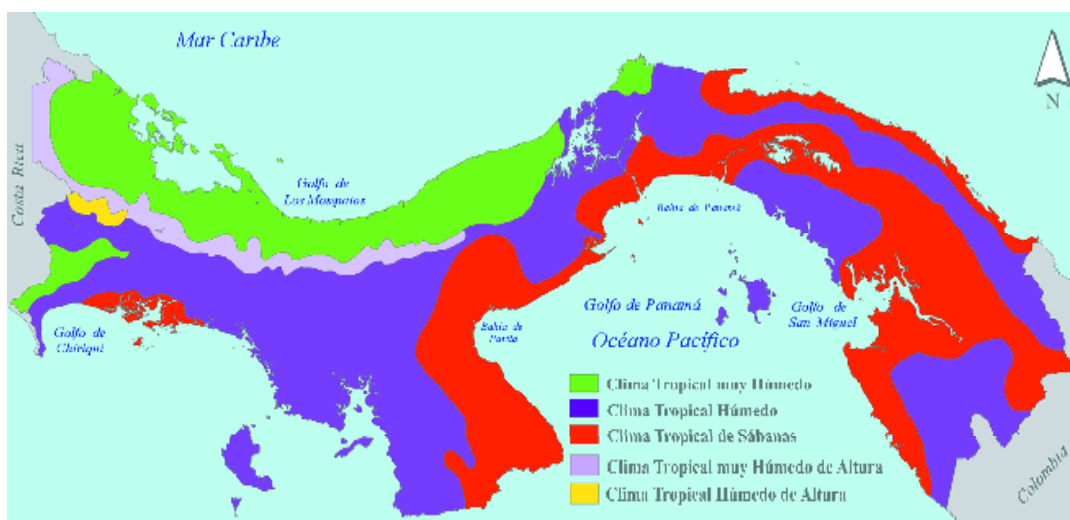 Mar Caribe
N
Costa Rica
Golfo de
Los Mosquitos
Bahia de Panamá
Golfo de Panamá
Golfo de
San Miguel
Océano Pacífico
Golfo de
Chiriquí
Bahia de
Parita
Clima Tropical muy Húmedo
Clima Tropical Húmedo
Clima Tropical de Sábanas
Clima Tropical muy Húmedo de Altura
Clima Tropical Húmedo de Altura
Colombia